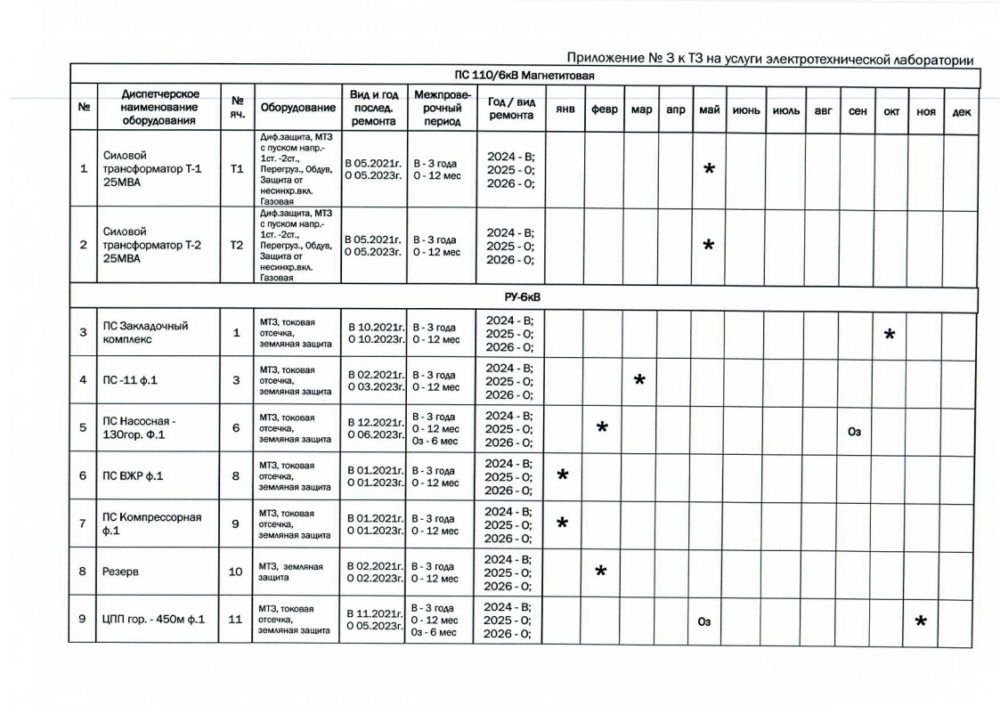 Приложение № 3 к ТЗ на услуги электротехнической лаборатории
ПС 110/6кВ Магнетитовая
№ Диспетчерское наименование оборудования № яч. Оборудование Вид и год послед. ремонта Межпрове-рочный период Год / вид ремонта янв февр мар апр май июнь июль авг сен окт ноя дек
1 Силовой трансформатор Т-1 25МВА Т1 Диф.защита, МТЗ с пуском напр.- 1ст. -2ст., Перегруз., Обдув, Защита от несинхр.вкл. Газовая В 05.2021г. О 05.2023г. В - 3 года О - 12 мес 2024 - В; 2025 - О; 2026 - О; *
2 Силовой трансформатор Т-2 25МВА Т2 Диф.защита, МТЗ с пуском напр.- 1ст. -2ст., Перегруз., Обдув, Защита от несинхр.вкл. Газовая В 05.2021г. О 05.2023г. В - 3 года О - 12 мес 2024 - В; 2025 - О; 2026 - О; *
РУ-6кВ
3 ПС Закладочный комплекс 1 МТЗ, токовая отсечка, земляная защита В 10.2021г. О 10.2023г. В - 3 года О - 12 мес 2024 - В; 2025 - О; 2026 - О; *
4 ПС -11 ф.1 3 МТЗ, токовая отсечка, земляная защита В 02.2021г. О 03.2023г. В - 3 года О - 12 мес 2024 - В; 2025 - О; 2026 - О; *
5 ПС Насосная - 130гор. Ф.1 6 МТЗ, токовая отсечка, земляная защита В 12.2021г. О 06.2023г. В - 3 года О - 12 мес Оз - 6 мес 2024 - В; 2025 - О; 2026 - О; * Оз
6 ПС ВЖР ф.1 8 МТЗ, токовая отсечка, земляная защита В 01.2021г. О 01.2023г. В - 3 года О - 12 мес 2024 - В; 2025 - О; 2026 - О; *
7 ПС Компрессорная ф.1 9 МТЗ, токовая отсечка, земляная защита В 01.2021г. О 01.2023г. В - 3 года О - 12 мес 2024 - В; 2025 - О; 2026 - О; *
8 Резерв 10 МТЗ, земляная защита В 02.2021г. О 02.2023г. В - 3 года О - 12 мес 2024 - В; 2025 - О; 2026 - О; *
9 ЦПП гор. - 450м ф.1 11 МТЗ, токовая отсечка, земляная защита В 11.2021г. О 05.2023г. В - 3 года О - 12 мес Оз - 6 мес 2024 - В; 2025 - О; 2026 - О; Оз *